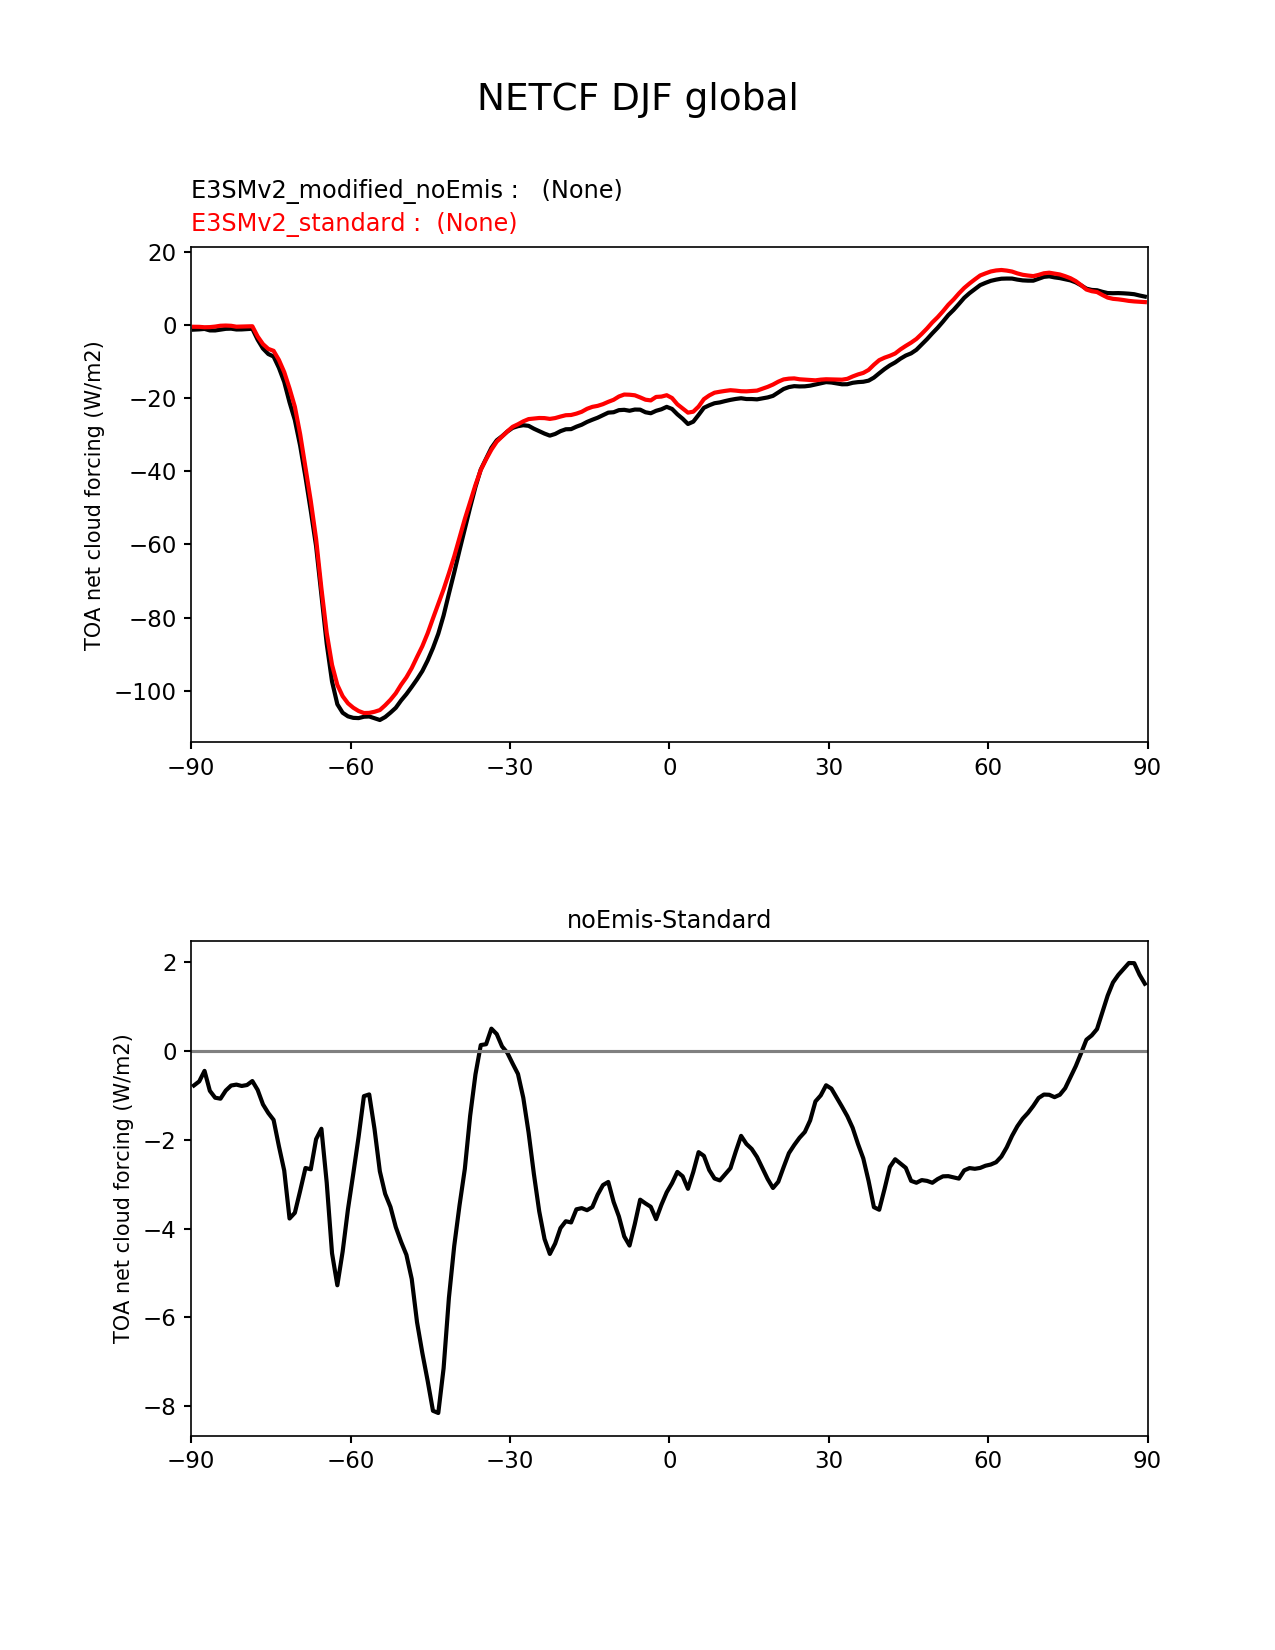 NETCF DJF global
E3SMv2_modified_noEmis :   (None)
E3SMv2_standard :  (None)
TOA net cloud forcing (W/m2)
20
0
−20
−40
−60
−80
−100
−90 −60 −30 0 30 60 90
noEmis-Standard
TOA net cloud forcing (W/m2)
2
0
−2
−4
−6
−8
−90 −60 −30 0 30 60 90